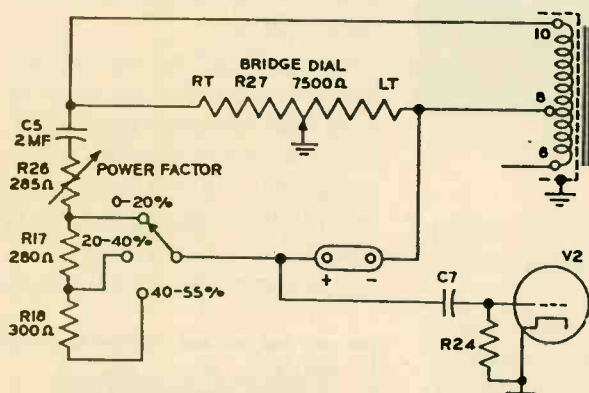 10
BRIDGE DIAL
RT R27 7500Ω LT
8
C5
2MF
6
R26
285Ω
POWER FACTOR
0-20%
R17
280Ω
20-40%
+ -
V2
C7
40-55%
R18
300Ω
R24